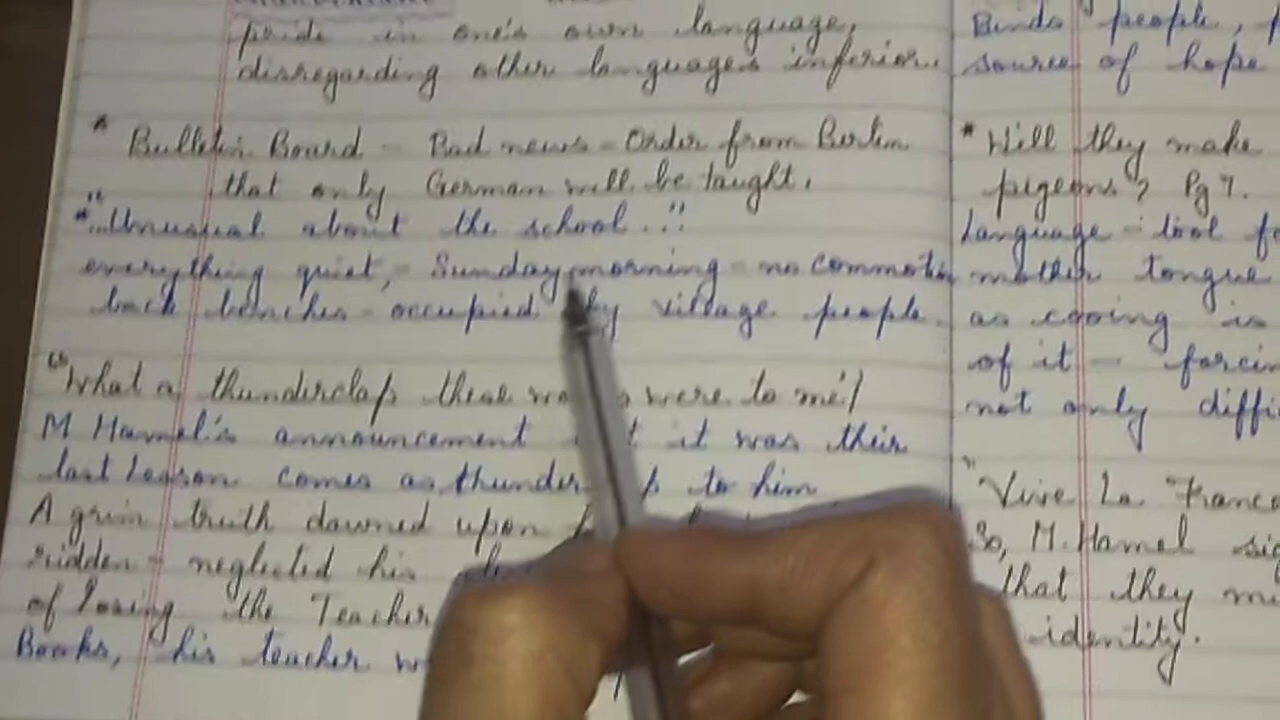 pride in one's own language,
disregarding other languages inferior.
* Bulletin Board - Bad news - Order from Berlin
that only German will be taught.
* "Unusual about the school..."
everything quiet, - Sunday morning - no commotion
back benches - occupied by village people.
"What a thunderclap these were to me"!
M Hamel's announcement it was their
last lesson comes as thunder to him
A grim truth dawned upon
ridden - neglected his
of losing the Teacher
Books, his teacher
Binds people,
source of hope
* Will they make
pigeons? Pg 7.
Language - tool
mother tongue
as cooing is
of it -
not only
"Vive La France
So, M. Hamel
that they
identity.